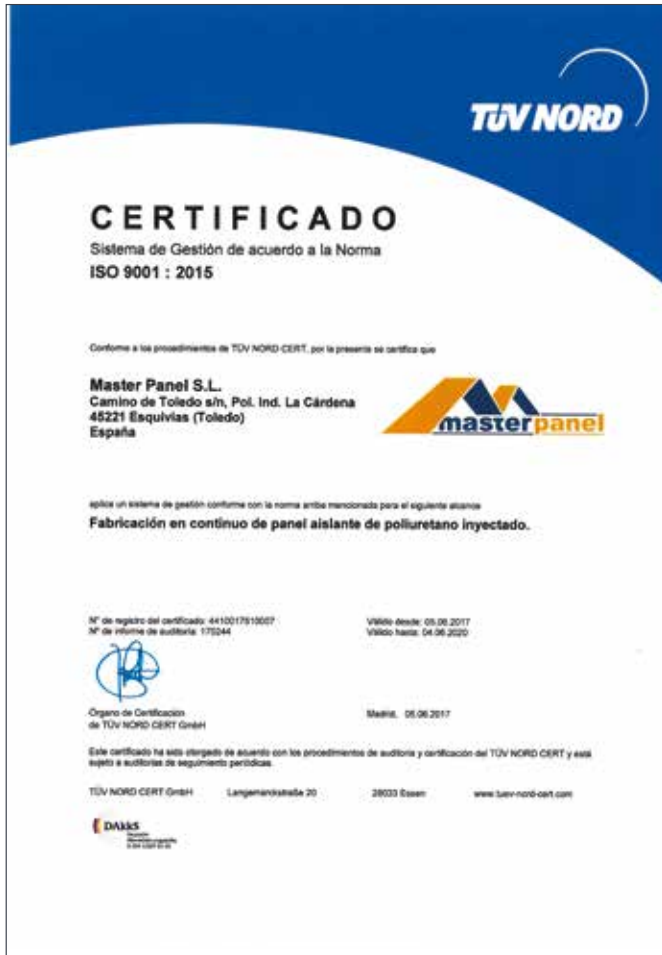 TÜV NORD
CERTIFICADO
Sistema de Gestión de acuerdo a la Norma
ISO 9001 : 2015
Conforme a los procedimientos de TÜV NORD CERT, por la presente se certifica que
Master Panel S.L.
Camino de Toledo s/n, Pol. Ind. La Cárdena
45221 Esquivias (Toledo)
España
masterpanel
aplica un sistema de gestión conforme con la norma arriba mencionada para el siguiente alcance
Fabricación en continuo de panel aislante de poliuretano inyectado.
Nº de registro del certificado: 4410017610007 Válido desde: 05.06.2017
Nº de informe de auditoría: 170244 Válido hasta: 04.06.2020
Órgano de Certificación Madrid, 05.06.2017
de TÜV NORD CERT GmbH
Este certificado ha sido otorgado de acuerdo con los procedimientos de auditoría y certificación del TÜV NORD CERT y está
sujeto a auditorías de seguimiento periódicas.
TÜV NORD CERT GmbH Langemarckstraße 20 www.tuev-nord-cert.com
DAkkS